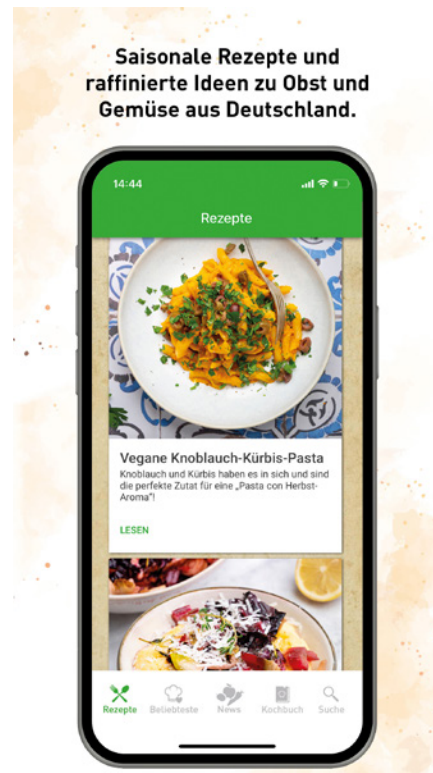 Saisonale Rezepte und
raffinierte Ideen zu Obst und
Gemüse aus Deutschland.
14:44
Rezepte
Vegane Knoblauch-Kürbis-Pasta
Knoblauch und Kürbis haben es in sich und sind
die perfekte Zutat für eine „Pasta con Herbst-
Aroma“!
LESEN
Rezepte Beliebteste News Kochbuch Suche